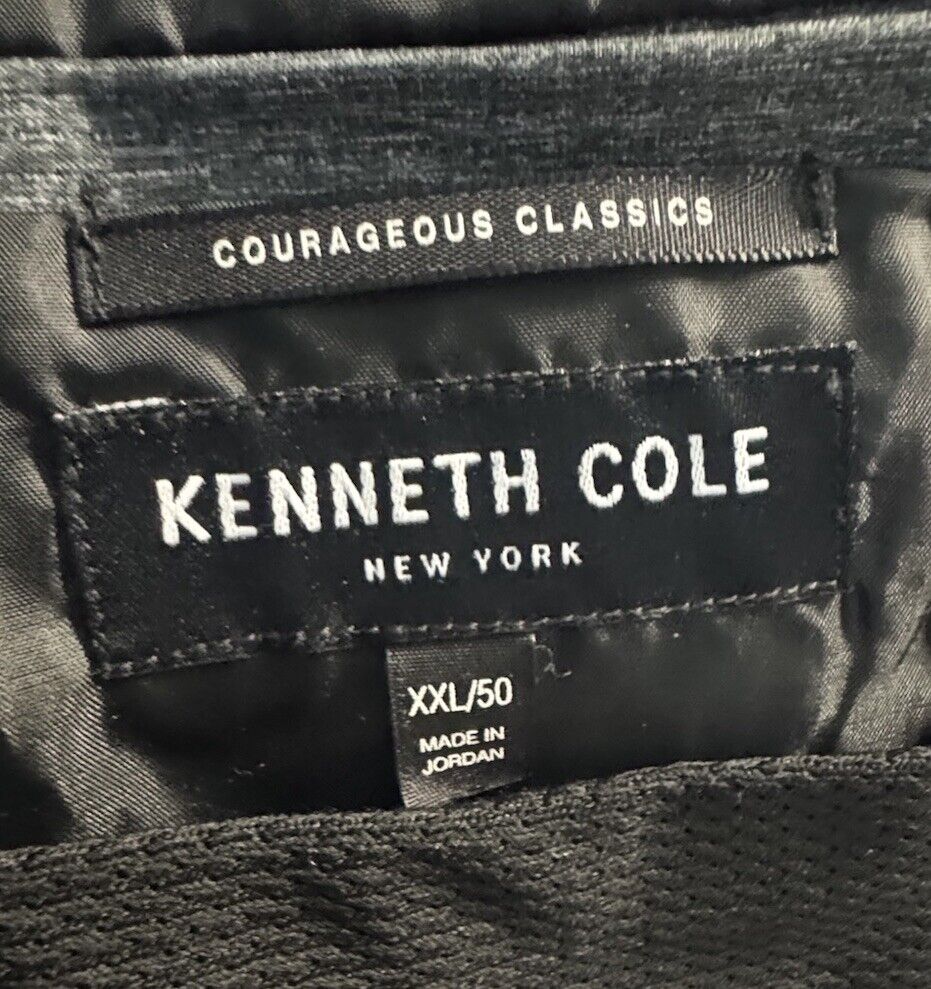 COURAGEOUS CLASSICS
KENNETH COLE
NEW YORK
XXL/50
MADE IN
JORDAN